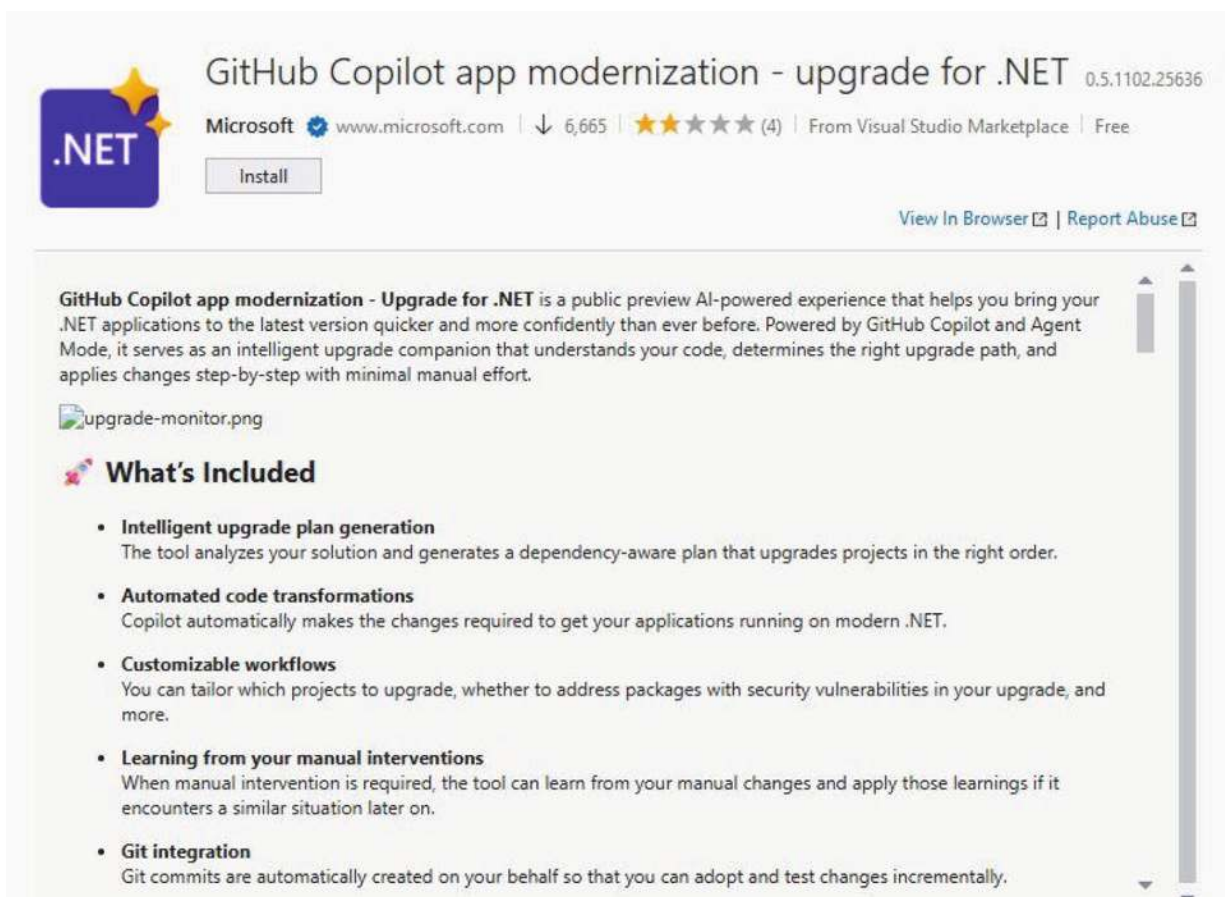 .NET
GitHub Copilot app modernization - upgrade for .NET 0.5.1102.25636
Microsoft www.microsoft.com | 6,665 | (4) | From Visual Studio Marketplace | Free
Install
View In Browser | Report Abuse
GitHub Copilot app modernization - Upgrade for .NET is a public preview AI-powered experience that helps you bring your
.NET applications to the latest version quicker and more confidently than ever before. Powered by GitHub Copilot and Agent
Mode, it serves as an intelligent upgrade companion that understands your code, determines the right upgrade path, and
applies changes step-by-step with minimal manual effort.
upgrade-monitor.png
🚀 What's Included
• Intelligent upgrade plan generation
The tool analyzes your solution and generates a dependency-aware plan that upgrades projects in the right order.
• Automated code transformations
Copilot automatically makes the changes required to get your applications running on modern .NET.
• Customizable workflows
You can tailor which projects to upgrade, whether to address packages with security vulnerabilities in your upgrade, and
more.
• Learning from your manual interventions
When manual intervention is required, the tool can learn from your manual changes and apply those learnings if it
encounters a similar situation later on.
• Git integration
Git commits are automatically created on your behalf so that you can adopt and test changes incrementally.